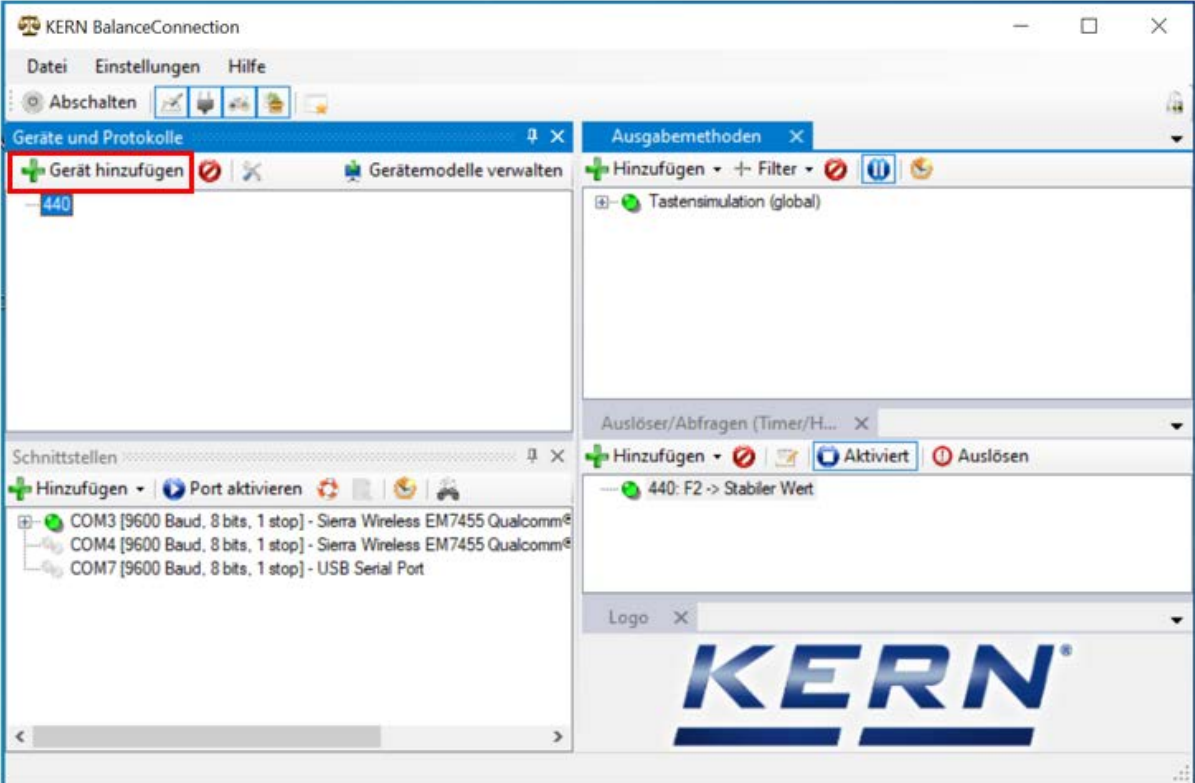 KERN BalanceConnection
Datei Einstellungen Hilfe
Abschalten
Geräte und Protokolle
Gerät hinzufügen Gerätemodelle verwalten
440
Ausgabemethoden
Hinzufügen Filter
Tastensimulation (global)
Schnittstellen
Hinzufügen Port aktivieren
COM3 [9600 Baud, 8 bits, 1 stop] - Sierra Wireless EM7455 Qualcomm®
COM4 [9600 Baud, 8 bits, 1 stop] - Sierra Wireless EM7455 Qualcomm®
COM7 [9600 Baud, 8 bits, 1 stop] - USB Serial Port
Auslöser/Abfragen (Timer/H...
Hinzufügen Aktiviert Auslösen
440: F2 -> Stabiler Wert
Logo
KERN®